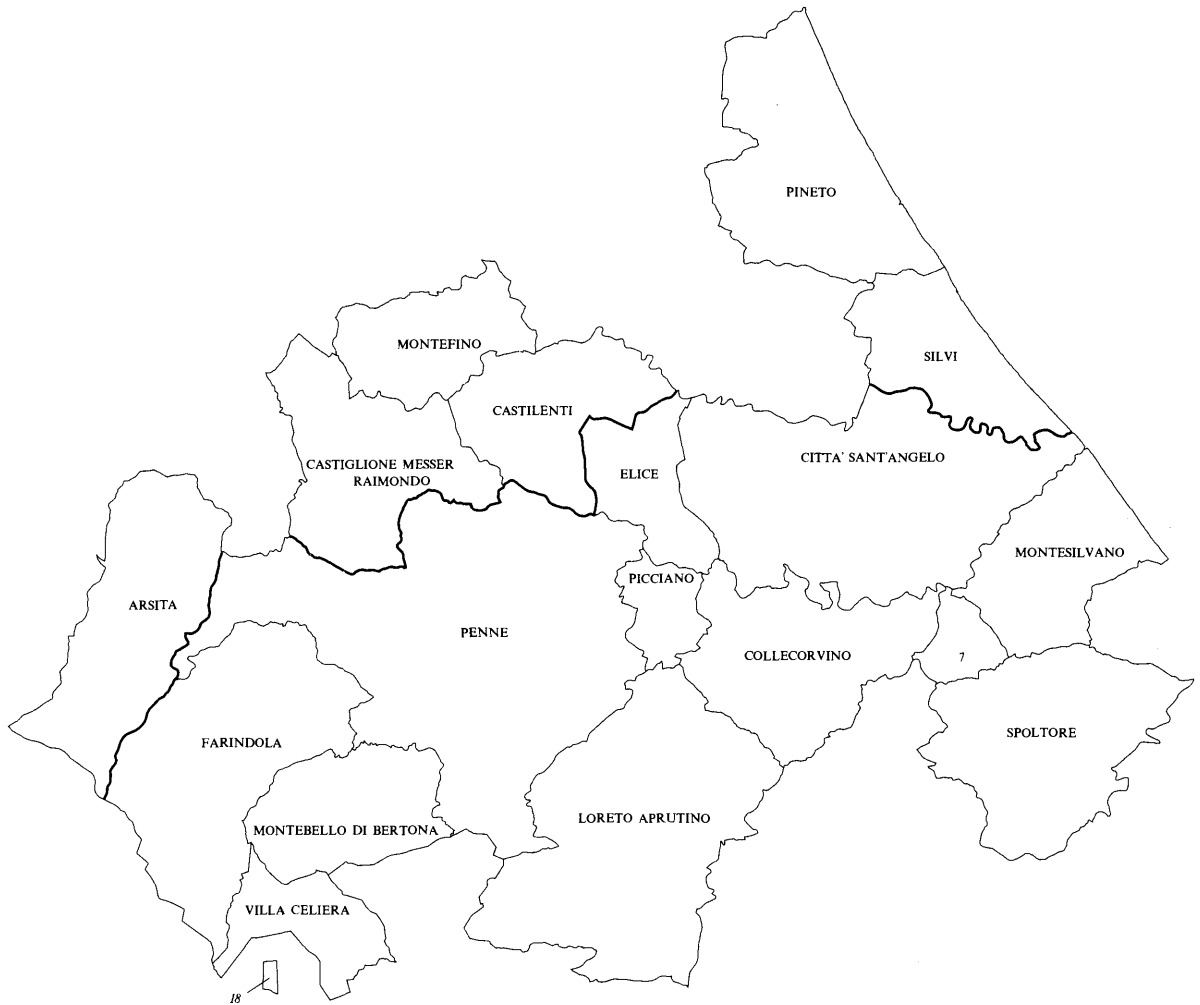 PINETO
MONTEFINO
SILVI
CASTILENTI
CITTA' SANT'ANGELO
CASTIGLIONE MESSER
RAIMONDO
ELICE
MONTESILVANO
ARSITA
PICCIANO
PENNE
COLLECORVINO
7
FARINDOLA
SPOLTORE
LORETO APRUTINO
MONTEBELLO DI BERTONA
VILLA CELIERA
18